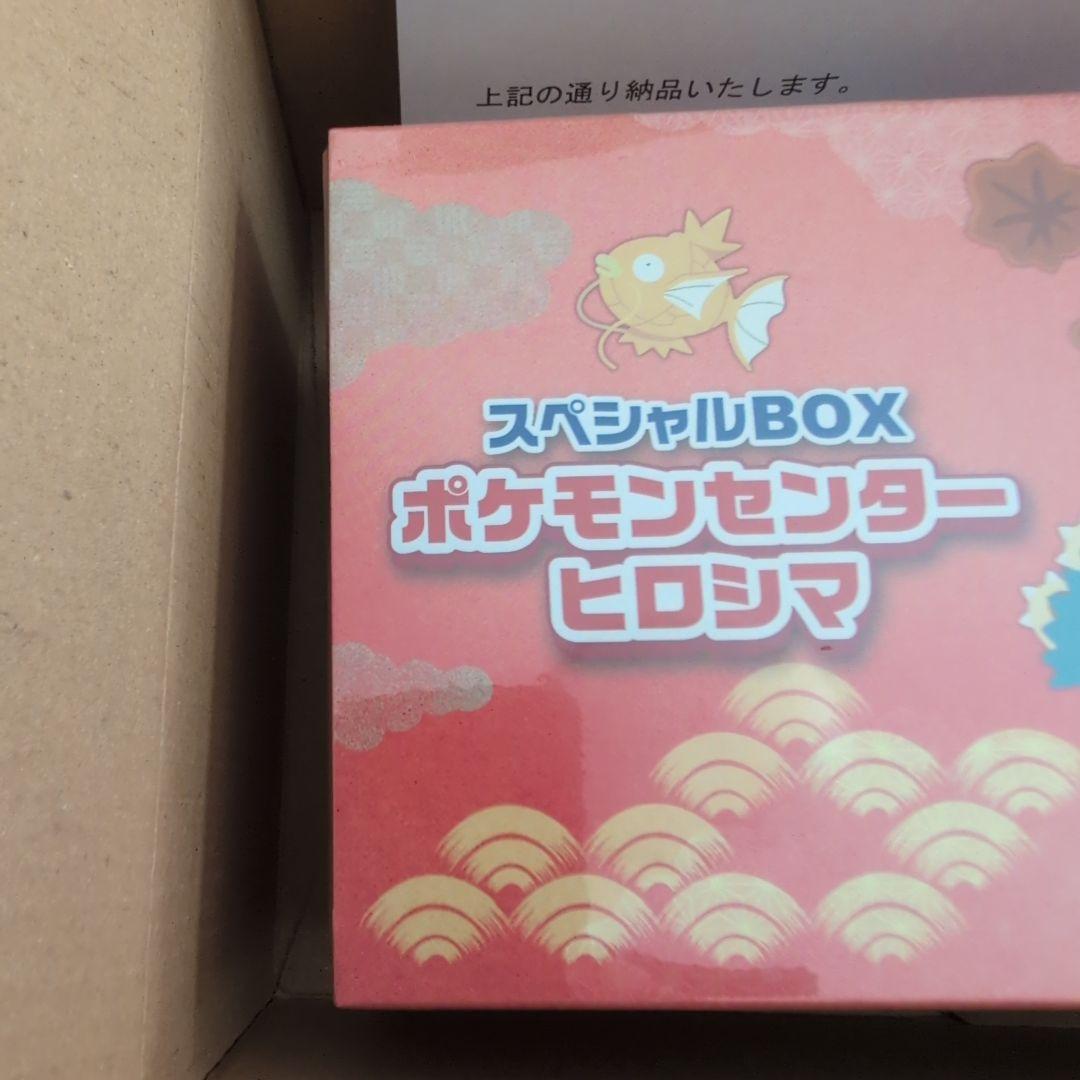 上記の通り納品いたします。
スペシャルBOX
ポケモンセンター
ヒロシマ